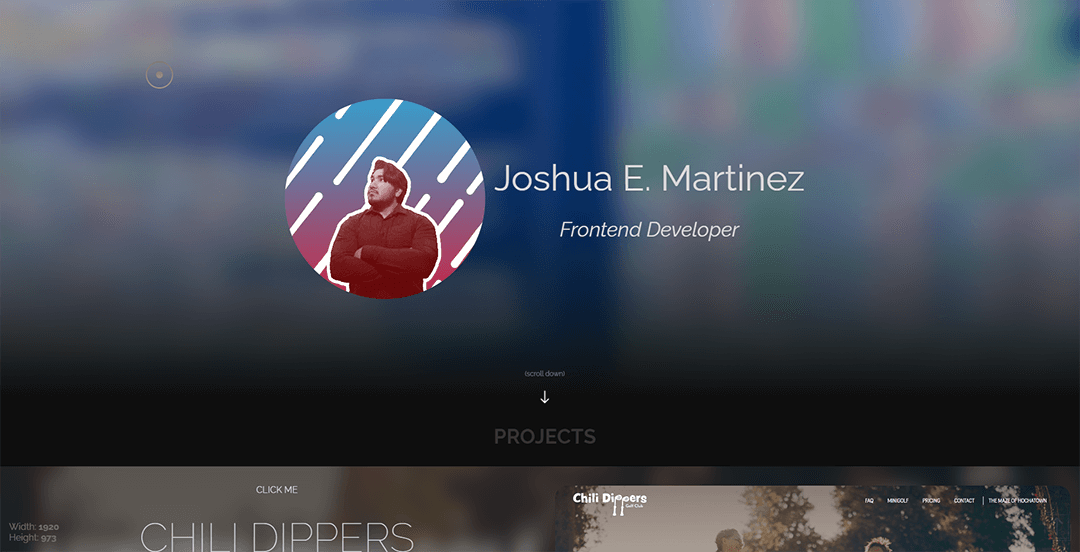 Joshua E. Martinez
Frontend Developer
(scroll down)
PROJECTS
CLICK ME
CHILI DIPPERS
Width: 1920
Height: 973
Chili Dippers
Golf Club
FAQ MINIGOLF PRICING CONTACT THE MAZE OF HOCHATOWN